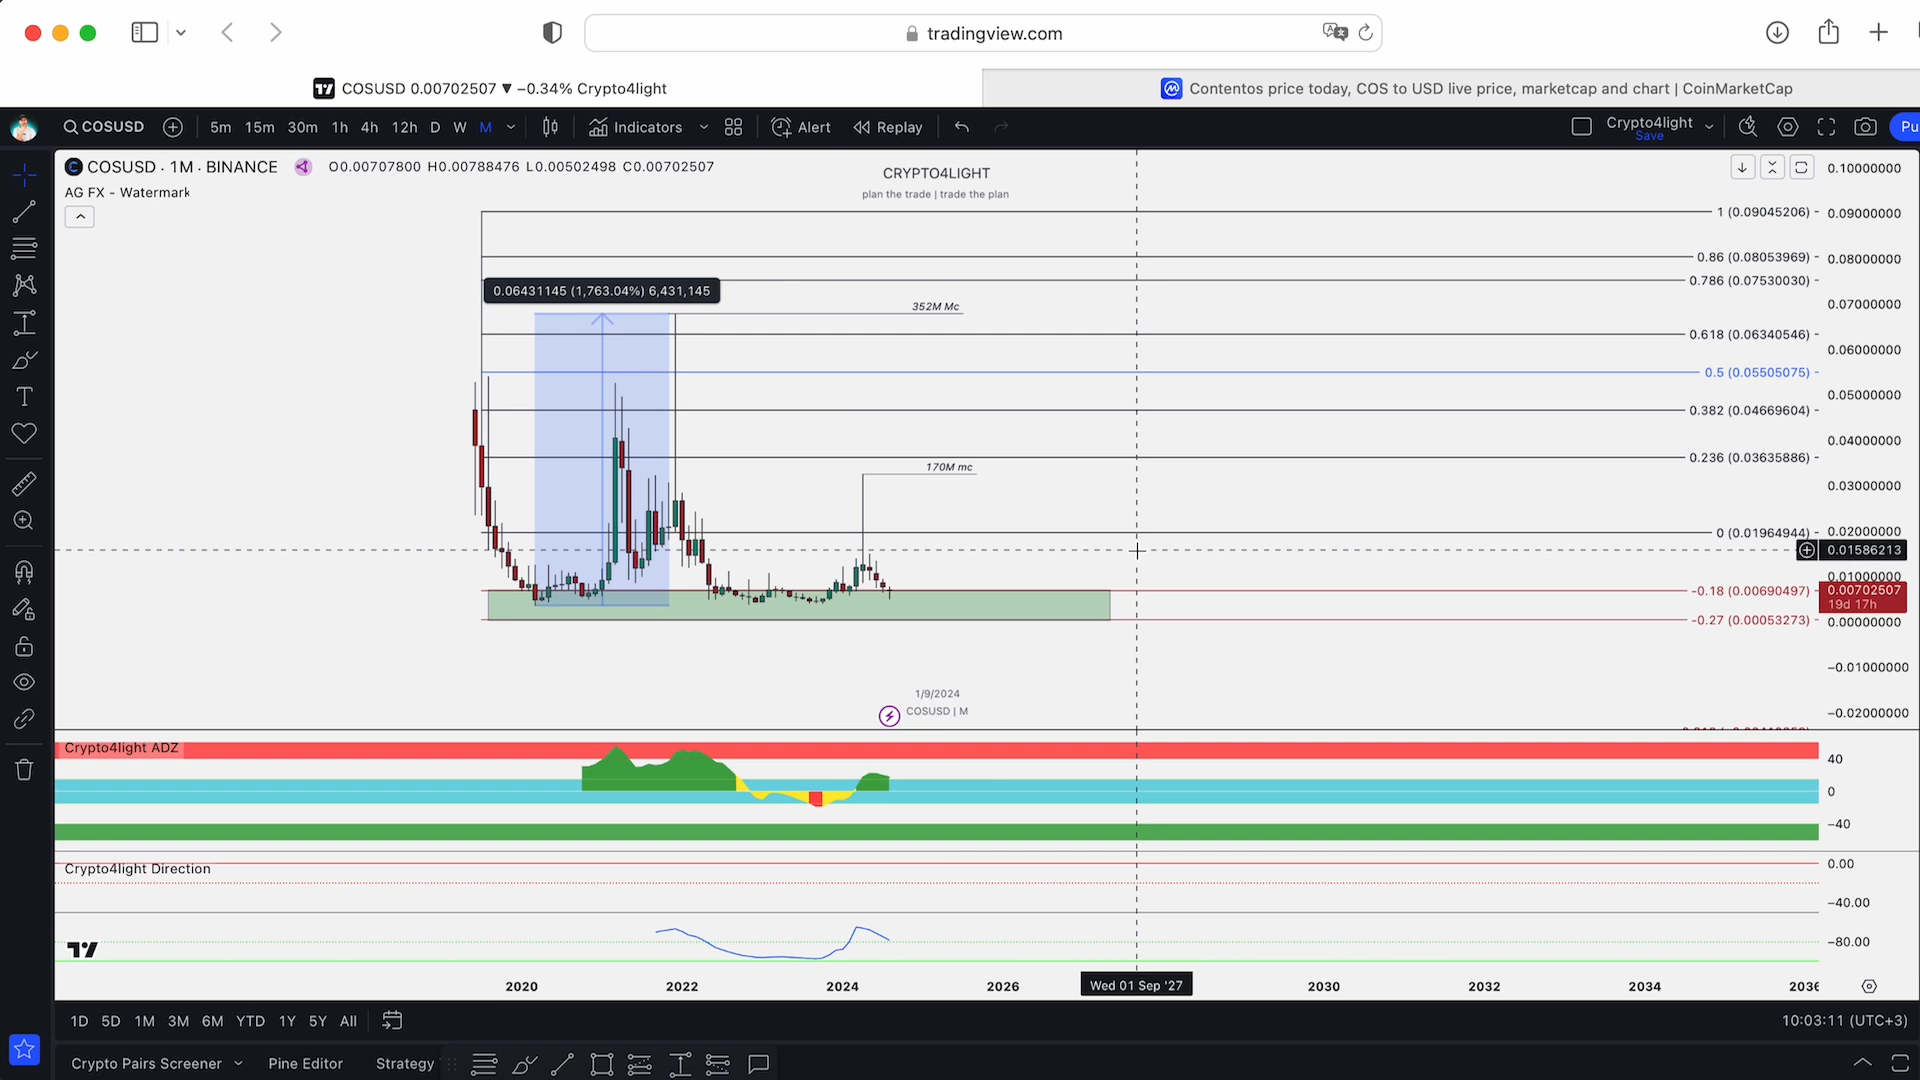 tradingview.com
COSUSD 0.00702507 ▼ −0.34% Crypto4light
Contentos price today, COS to USD live price, marketcap and chart | CoinMarketCap
COSUSD
5m 15m 30m 1h 4h 12h D W M
Indicators
Alert
Replay
Crypto4light
Save
Pu
COSUSD · 1M · BINANCE
O0.00707800 H0.00788476 L0.00502498 C0.00702507
AG FX - Watermark
CRYPTO4LIGHT
plan the trade | trade the plan
0.10000000
1 (0.09045206)
0.09000000
0.86 (0.08053969)
0.08000000
0.786 (0.07530030)
0.06431145 (1,763.04%) 6,431,145
352M Mc
0.07000000
0.618 (0.06340546)
0.06000000
0.5 (0.05505075)
0.05000000
0.382 (0.04669604)
0.04000000
0.236 (0.03635886)
170M mc
0.03000000
0 (0.01964944)
0.02000000
0.01586213
0.01000000
-0.18 (0.00690497)
0.00702507
19d 17h
-0.27 (0.00053273)
0.00000000
−0.01000000
1/9/2024
COSUSD | M
−0.02000000
Crypto4light ADZ
40
0
−40
Crypto4light Direction
0.00
−40.00
−80.00
2020 2022 2024 2026 Wed 01 Sep '27 2030 2032 2034 2036
1D 5D 1M 3M 6M YTD 1Y 5Y All
10:03:11 (UTC+3)
Crypto Pairs Screener
Pine Editor
Strategy